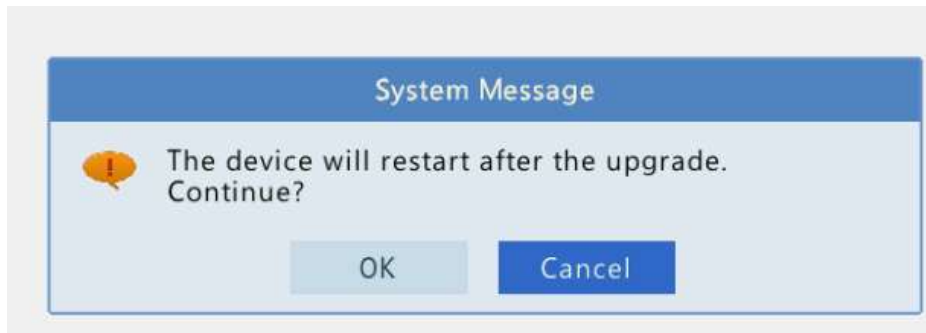 System Message
The device will restart after the upgrade.
Continue?
OK
Cancel